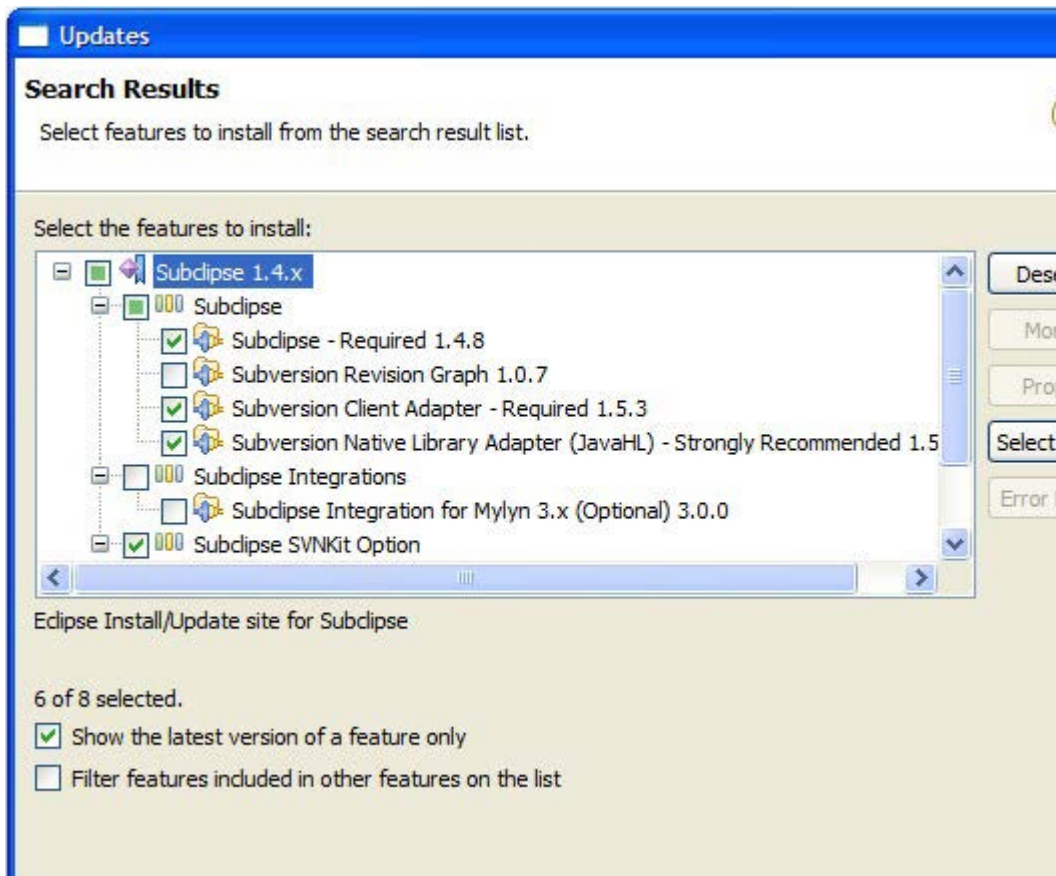 Updates
Search Results
Select features to install from the search result list.
Select the features to install:
Subclipse 1.4.x
Subclipse
Subclipse - Required 1.4.8
Subversion Revision Graph 1.0.7
Subversion Client Adapter - Required 1.5.3
Subversion Native Library Adapter (JavaHL) - Strongly Recommended 1.5
Subclipse Integrations
Subclipse Integration for Mylyn 3.x (Optional) 3.0.0
Subclipse SVNKit Option
Select
Error
Eclipse Install/Update site for Subclipse
6 of 8 selected.
Show the latest version of a feature only
Filter features included in other features on the list